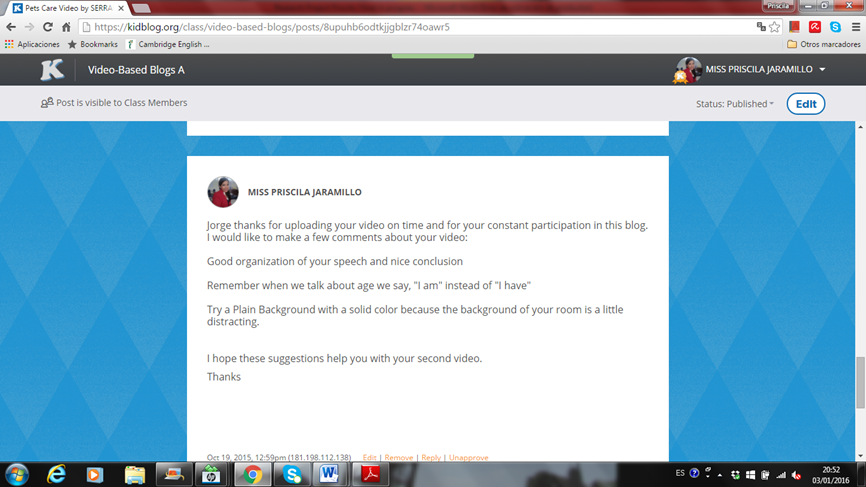 Pets Care Video by SERRA
Priscila
https://kidblog.org/class/video-based-blogs/posts/8upuhb6odtkjjgblzr74oawr5
Aplicaciones Bookmarks Cambridge English ... Otros marcadores
K Video-Based Blogs A MISS PRISCILA JARAMILLO
Post is visible to Class Members Status: Published Edit
MISS PRISCILA JARAMILLO
Jorge thanks for uploading your video on time and for your constant participation in this blog.
I would like to make a few comments about your video:
Good organization of your speech and nice conclusion
Remember when we talk about age we say, "I am" instead of "I have"
Try a Plain Background with a solid color because the background of your room is a little
distracting.
I hope these suggestions help you with your second video.
Thanks
Oct 19, 2015, 12:59pm (181.198.112.138) Edit | Remove | Reply | Unapprove
ES 20:52
03/01/2016